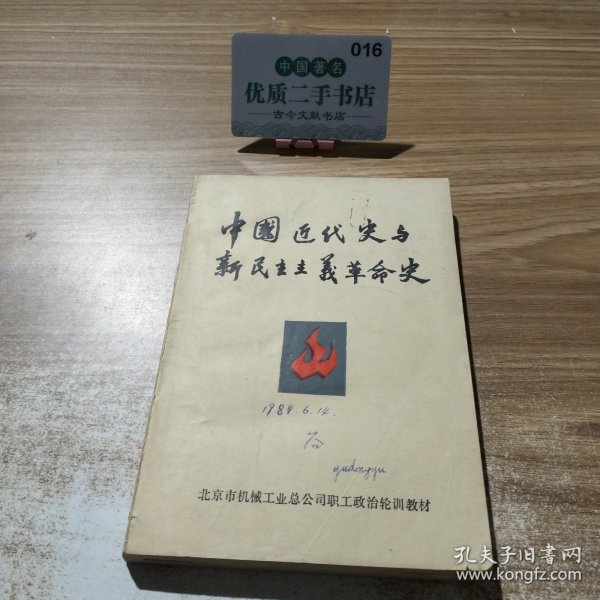 016
中国著名
优质二手书店
古今文献书店
中國近代史与
新民主主義革命史
1984.6.14.
北京市机械工业总公司职工政治轮训教材
孔夫子旧书网
www.kongfz.com